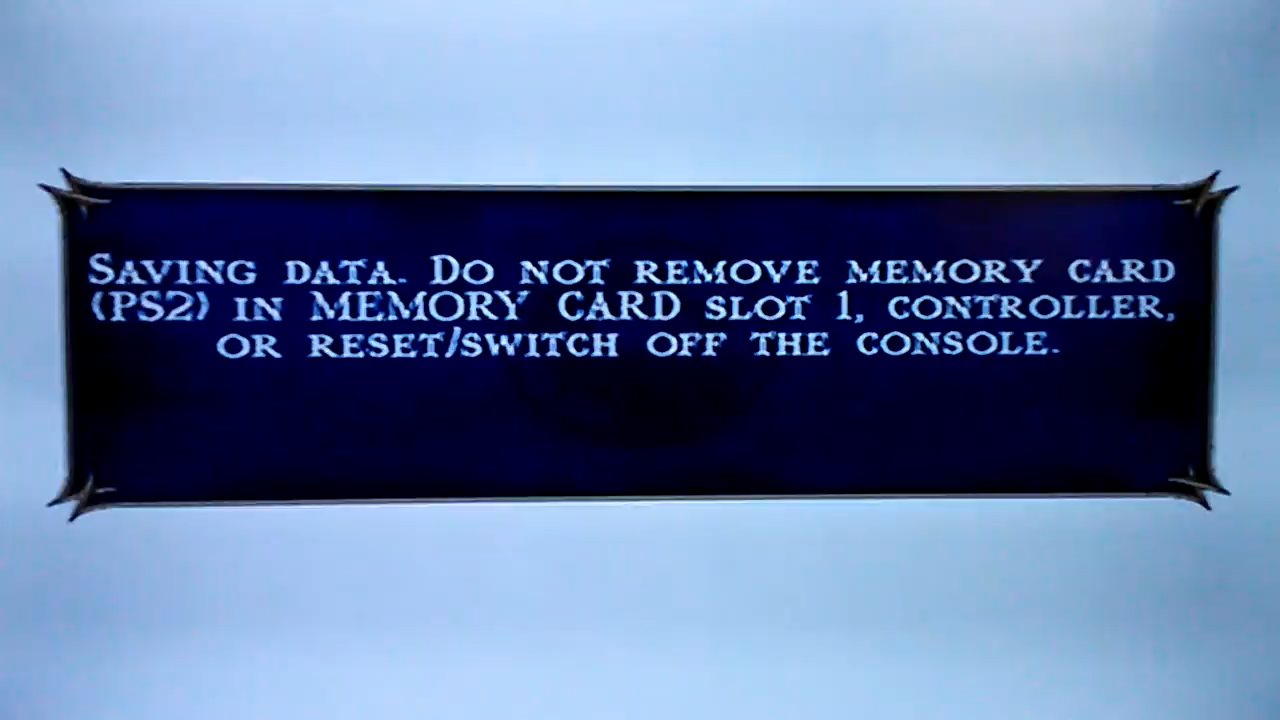 Saving data. Do not remove memory card
(PS2) in MEMORY CARD slot 1, controller,
or reset/switch off the console.